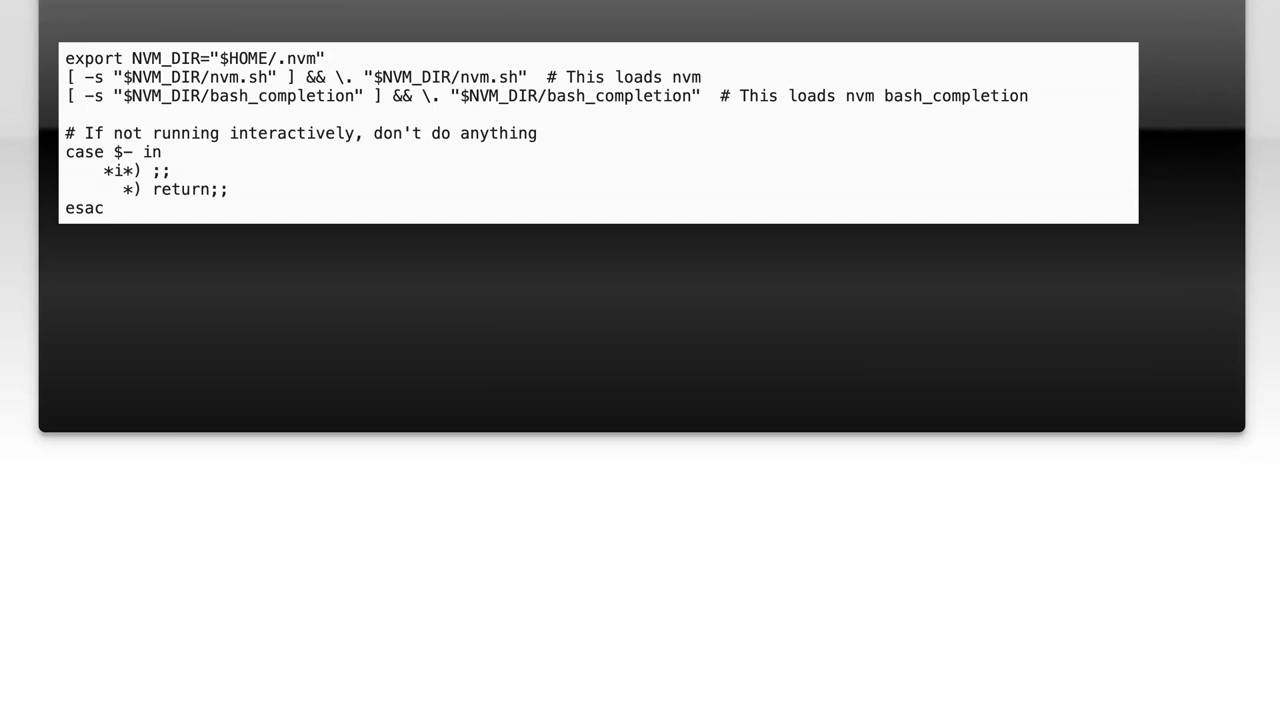 export NVM_DIR="$HOME/.nvm"
[ -s "$NVM_DIR/nvm.sh" ] && \. "$NVM_DIR/nvm.sh"  # This loads nvm
[ -s "$NVM_DIR/bash_completion" ] && \. "$NVM_DIR/bash_completion"  # This loads nvm bash_completion

# If not running interactively, don't do anything
case $- in
    *i*) ;;
      *) return;;
esac